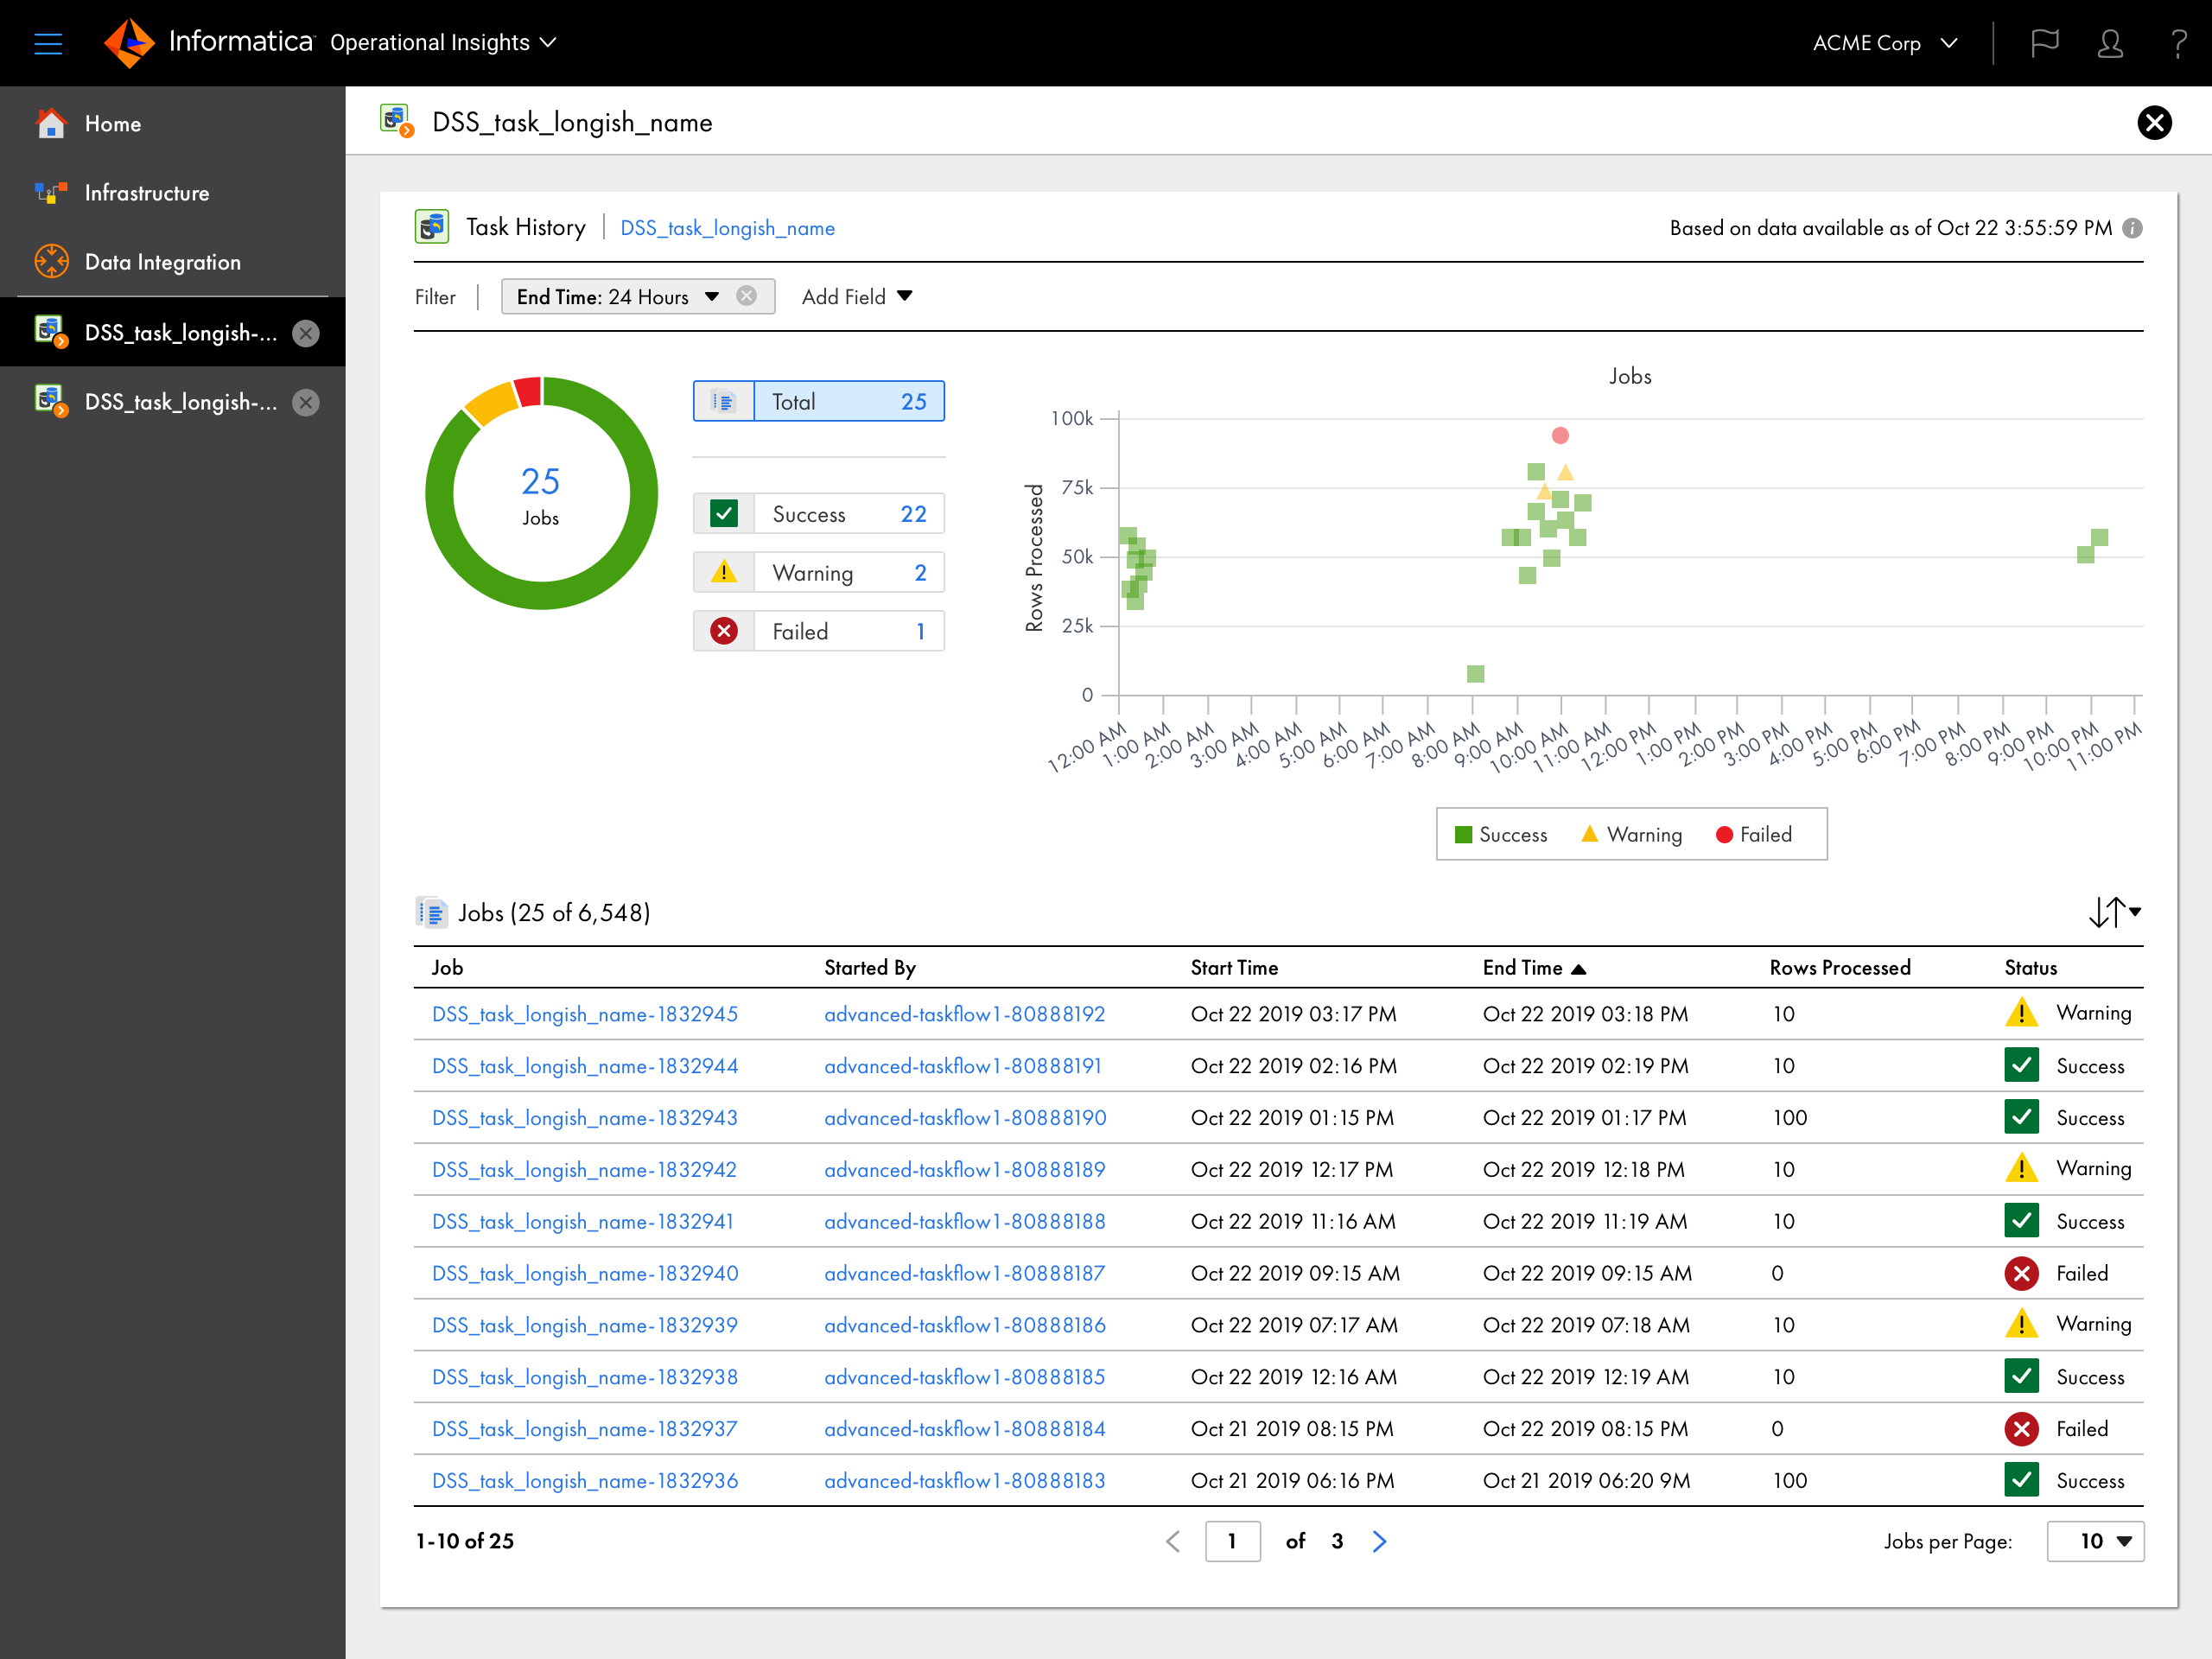 Informatica Operational Insights ACME Corp ?
Home
Infrastructure
Data Integration
DSS_task_longish-...
DSS_task_longish-...
DSS_task_longish_name
Task History DSS_task_longish_name Based on data available as of Oct 22 3:55:59 PM
Filter End Time: 24 Hours Add Field
25
Jobs
Total 25
Success 22
Warning 2
Failed 1
Jobs
Rows Processed
100k
75k
50k
25k
0
12:00 AM 1:00 AM 2:00 AM 3:00 AM 4:00 AM 5:00 AM 6:00 AM 7:00 AM 8:00 AM 9:00 AM 10:00 AM 11:00 AM 12:00 PM 1:00 PM 2:00 PM 3:00 PM 4:00 PM 5:00 PM 6:00 PM 7:00 PM 8:00 PM 9:00 PM 10:00 PM 11:00 PM
Success Warning Failed
Jobs (25 of 6,548)
Job Started By Start Time End Time Rows Processed Status
DSS_task_longish_name-1832945 advanced-taskflow1-80888192 Oct 22 2019 03:17 PM Oct 22 2019 03:18 PM 10 Warning
DSS_task_longish_name-1832944 advanced-taskflow1-80888191 Oct 22 2019 02:16 PM Oct 22 2019 02:19 PM 10 Success
DSS_task_longish_name-1832943 advanced-taskflow1-80888190 Oct 22 2019 01:15 PM Oct 22 2019 01:17 PM 100 Success
DSS_task_longish_name-1832942 advanced-taskflow1-80888189 Oct 22 2019 12:17 PM Oct 22 2019 12:18 PM 10 Warning
DSS_task_longish_name-1832941 advanced-taskflow1-80888188 Oct 22 2019 11:16 AM Oct 22 2019 11:19 AM 10 Success
DSS_task_longish_name-1832940 advanced-taskflow1-80888187 Oct 22 2019 09:15 AM Oct 22 2019 09:15 AM 0 Failed
DSS_task_longish_name-1832939 advanced-taskflow1-80888186 Oct 22 2019 07:17 AM Oct 22 2019 07:18 AM 10 Warning
DSS_task_longish_name-1832938 advanced-taskflow1-80888185 Oct 22 2019 12:16 AM Oct 22 2019 12:19 AM 10 Success
DSS_task_longish_name-1832937 advanced-taskflow1-80888184 Oct 21 2019 08:15 PM Oct 22 2019 08:15 PM 0 Failed
DSS_task_longish_name-1832936 advanced-taskflow1-80888183 Oct 21 2019 06:16 PM Oct 21 2019 06:20 9M 100 Success
1-10 of 25 1 of 3 Jobs per Page: 10